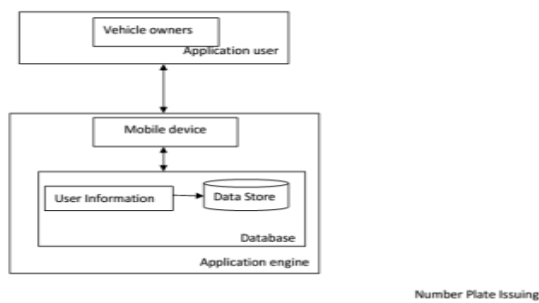 Vehicle owners
Application user
Mobile device
User Information
Data Store
Database
Application engine
Number Plate Issuing